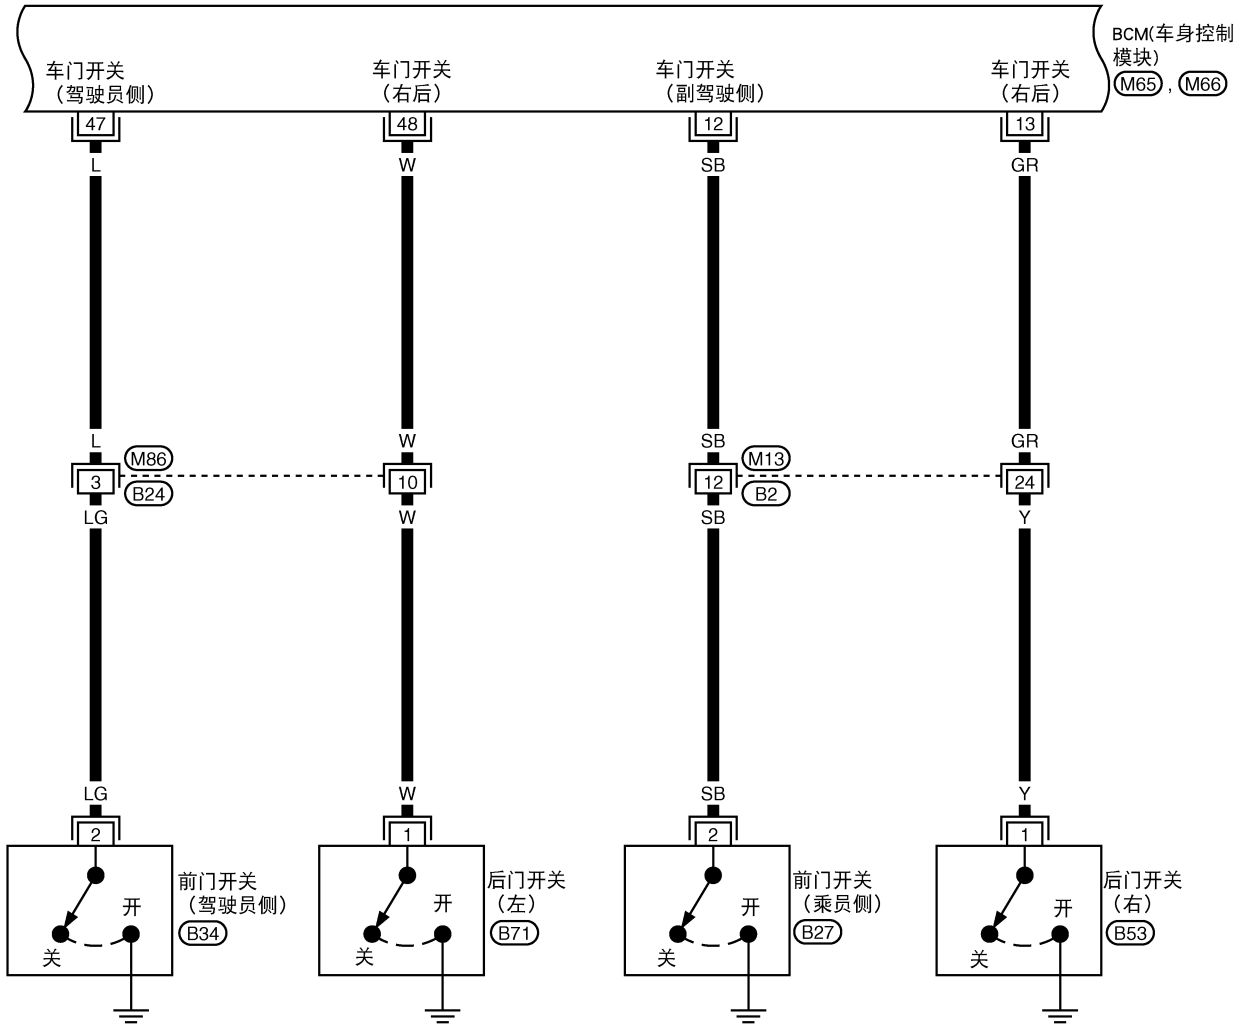 BCM(车身控制
模块)
M65 , M66
车门开关
（驾驶员侧）
车门开关
（右后）
车门开关
（副驾驶侧）
车门开关
（右后）
47
48
12
13
L
W
SB
GR
L
W
SB
GR
M86
M13
3
10
12
24
B24
B2
LG
W
SB
Y
LG
W
SB
Y
2
1
2
1
前门开关
（驾驶员侧）
B34
开
关
后门开关
（左）
B71
开
关
前门开关
（乘员侧）
B27
开
关
后门开关
（右）
B53
开
关